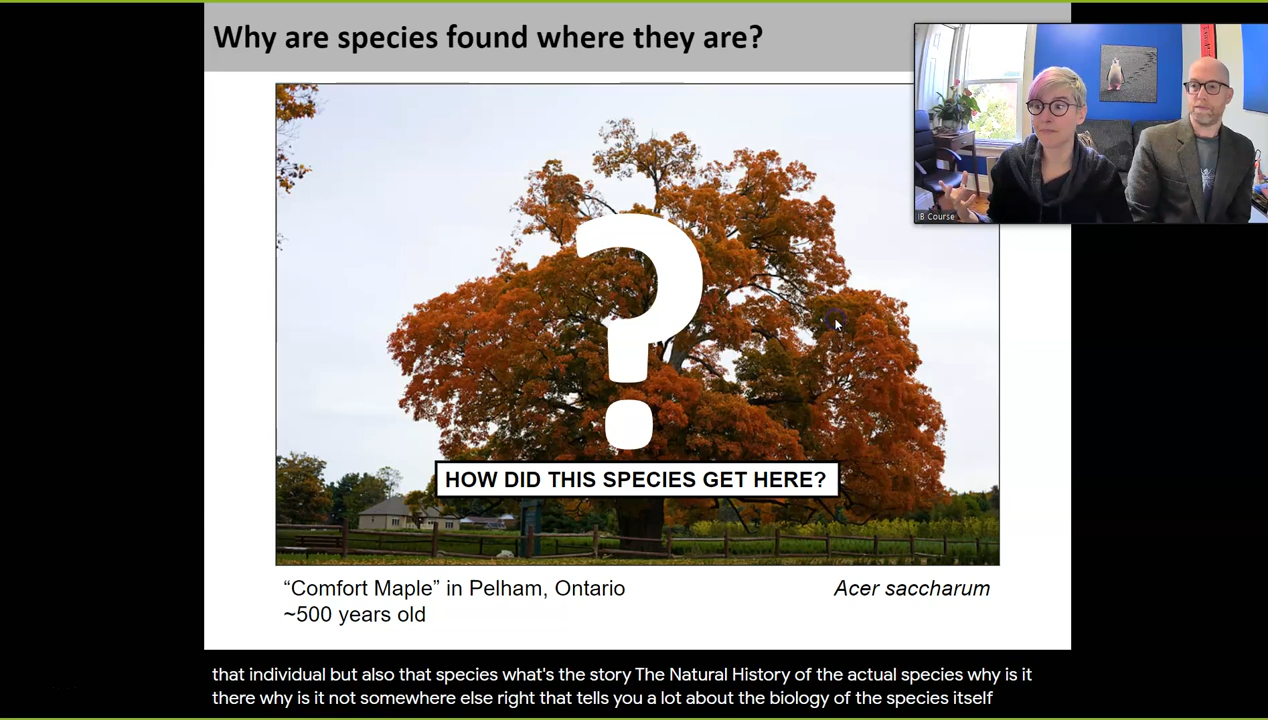 Why are species found where they are?
IB Course
?
HOW DID THIS SPECIES GET HERE?
“Comfort Maple” in Pelham, Ontario
Acer saccharum
~500 years old
that individual but also that species what's the story The Natural History of the actual species why is it
there why is it not somewhere else right that tells you a lot about the biology of the species itself